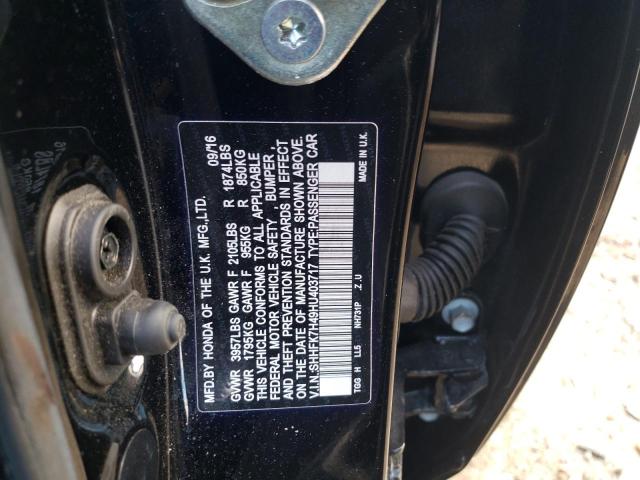 MFD.BY HONDA OF THE U.K. MFG.,LTD. 09/16
GVWR 3957LBS GAWR F 2105LBS R 1874LBS
GVWR 1795KG GAWR F 955KG R 850KG
THIS VEHICLE CONFORMS TO ALL APPLICABLE
FEDERAL MOTOR VEHICLE SAFETY , BUMPER ,
AND THEFT PREVENTION STANDARDS IN EFFECT
ON THE DATE OF MANUFACTURE SHOWN ABOVE.
V.I.N.:SHHFK7H49HU403717 TYPE:PASSENGER CAR
TGG H LL5 NH731P .Z .U MADE IN U.K.